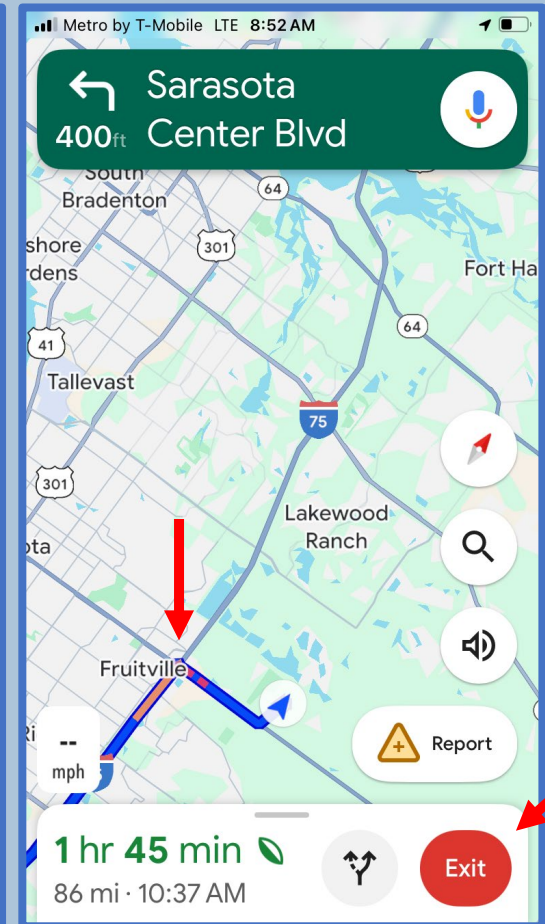 Metro by T-Mobile LTE 8:52 AM
Sarasota
400ft Center Blvd
South
Bradenton
64
shore
301
rdens
Fort Ha
64
41
Tallevast
75
301
Lakewood
Ranch
ota
Fruitville
Ri
--
mph
Report
1 hr 45 min
Exit
86 mi · 10:37 AM